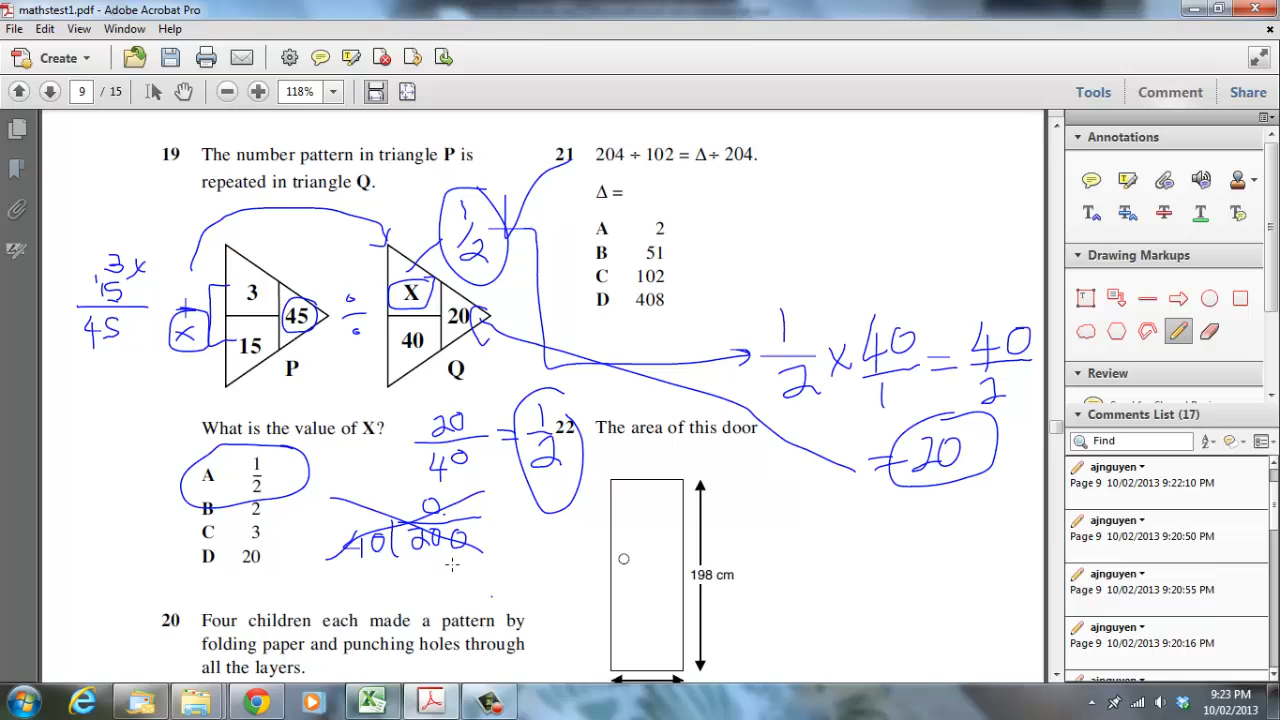 mathstest1.pdf - Adobe Acrobat Pro
File Edit View Window Help
Create
9 / 15
118%
Tools Comment Share
19 The number pattern in triangle P is
repeated in triangle Q.
3
15
45
P
X
40
20
Q
3 x
15
45
+
x
÷
1/2
What is the value of X?
A 1/2
B 2
C 3
D 20
20/40 = 1/2
0.
40 200
20 Four children each made a pattern by
folding paper and punching holes through
all the layers.
21 204 ÷ 102 = Δ ÷ 204.
Δ =
A 2
B 51
C 102
D 408
1/2 x 40/1 = 40/2
= 20
22 The area of this door
198 cm
Annotations
T T T T T
Drawing Markups
T
Review
Comments List (17)
Find
ajnguyen
Page 9 10/02/2013 9:22:10 PM
ajnguyen
Page 9 10/02/2013 9:20:50 PM
ajnguyen
Page 9 10/02/2013 9:20:55 PM
ajnguyen
Page 9 10/02/2013 9:20:16 PM
ajnguyen
9:23 PM
10/02/2013